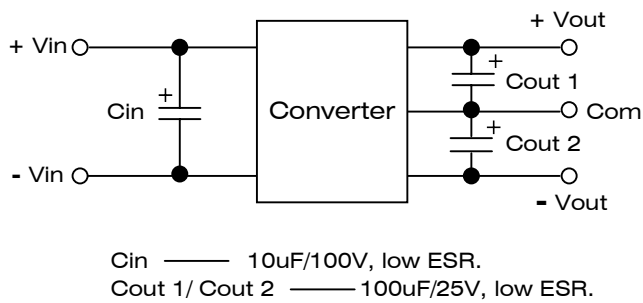 + Vout
+ Vin
+
+
Cout 1
Cin
+
Converter
Com
+
Cout 2
- Vin
- Vout
Cin —— 10uF/100V, low ESR.
Cout 1/ Cout 2 —— 100uF/25V, low ESR.